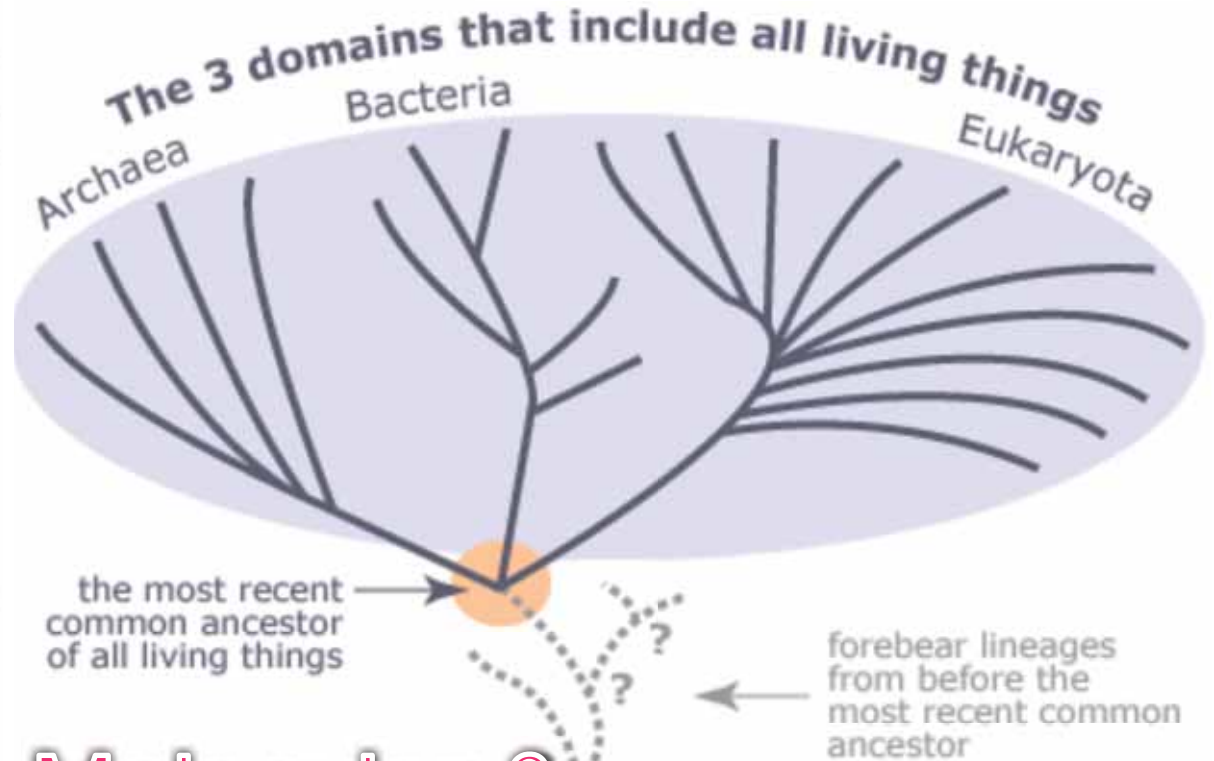 The 3 domains that include all living things
Archaea
Bacteria
Eukaryota
the most recent
common ancestor
of all living things
?
?
forebear lineages
from before the
most recent common
ancestor